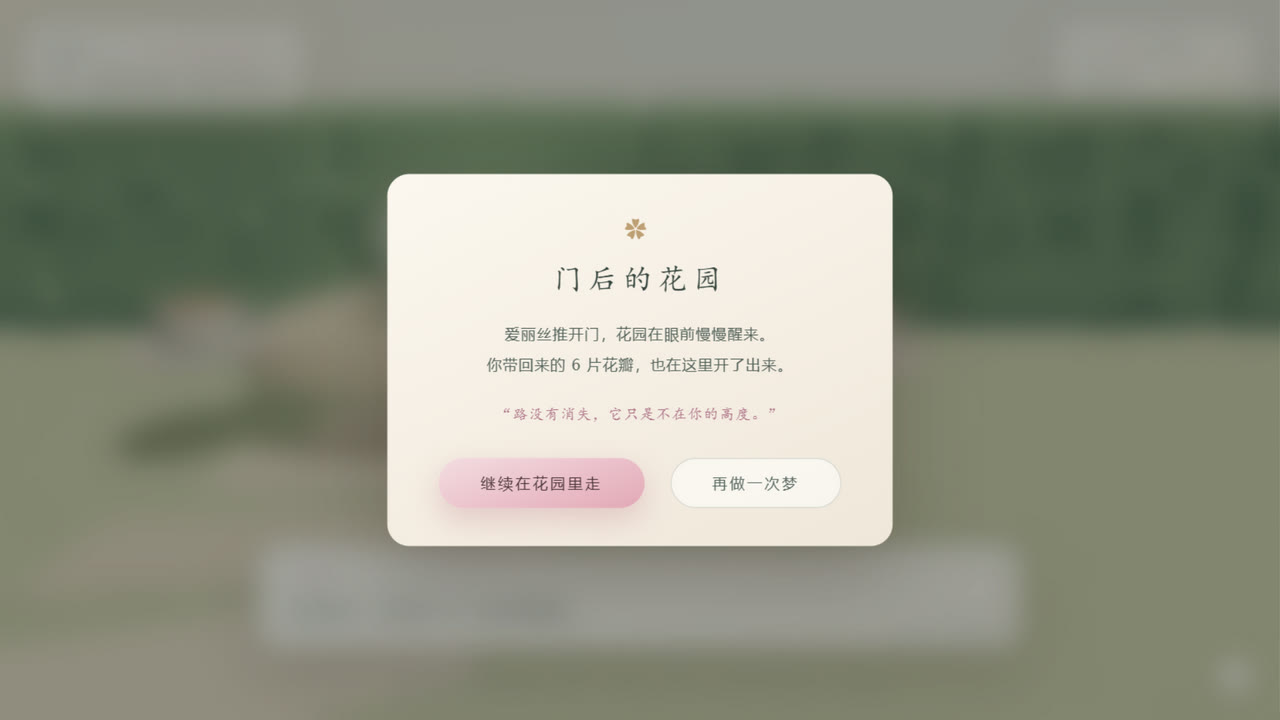 门后的花园
爱丽丝推开门，花园在眼前慢慢醒来。
你带回来的 6 片花瓣，也在这里开了出来。
“路没有消失，它只是不在你的高度。”
继续在花园里走
再做一次梦